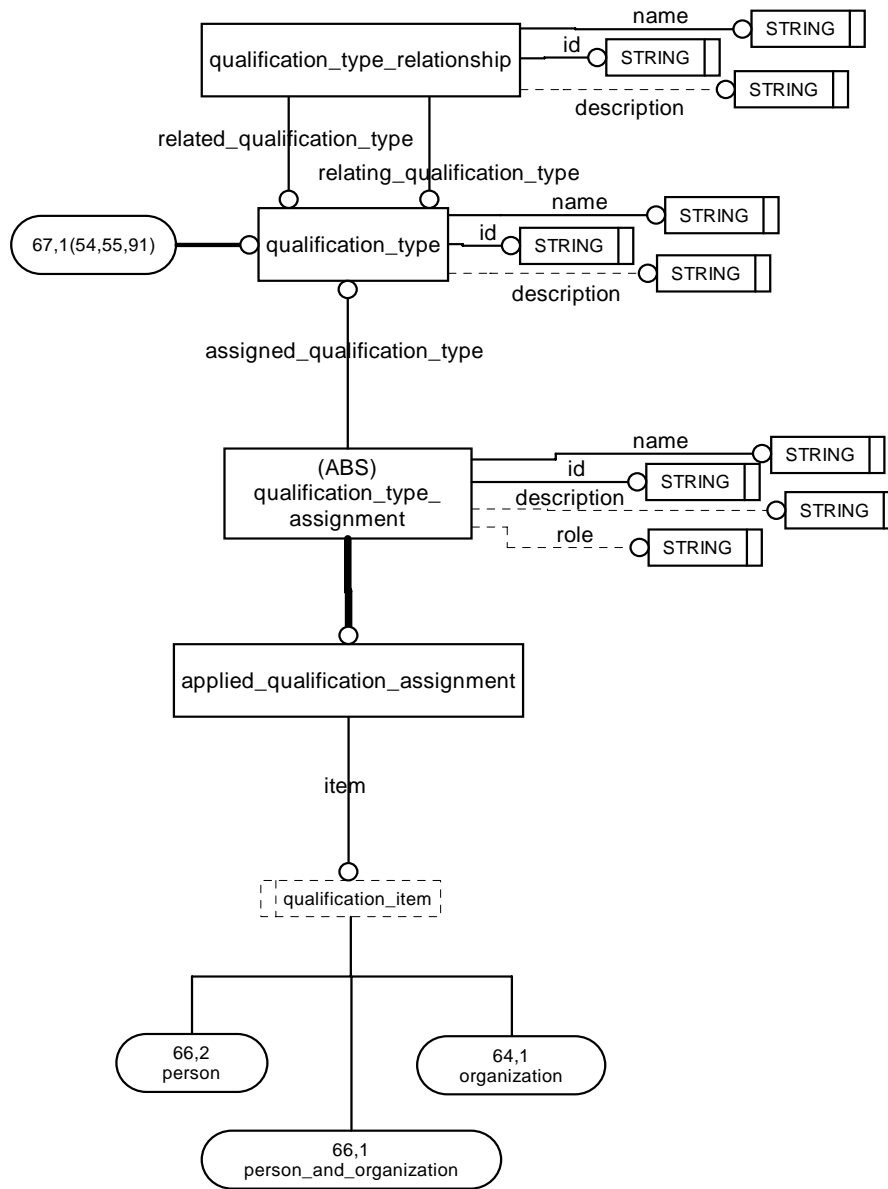 name
STRING
qualification_type_relationship
id
STRING
STRING
description
related_qualification_type
relating_qualification_type
name
STRING
67,1(54,55,91)
qualification_type
id
STRING
STRING
description
assigned_qualification_type
(ABS)
qualification_type_
assignment
name
STRING
id
STRING
description
STRING
role
STRING
applied_qualification_assignment
item
qualification_item
66,2
person
64,1
organization
66,1
person_and_organization